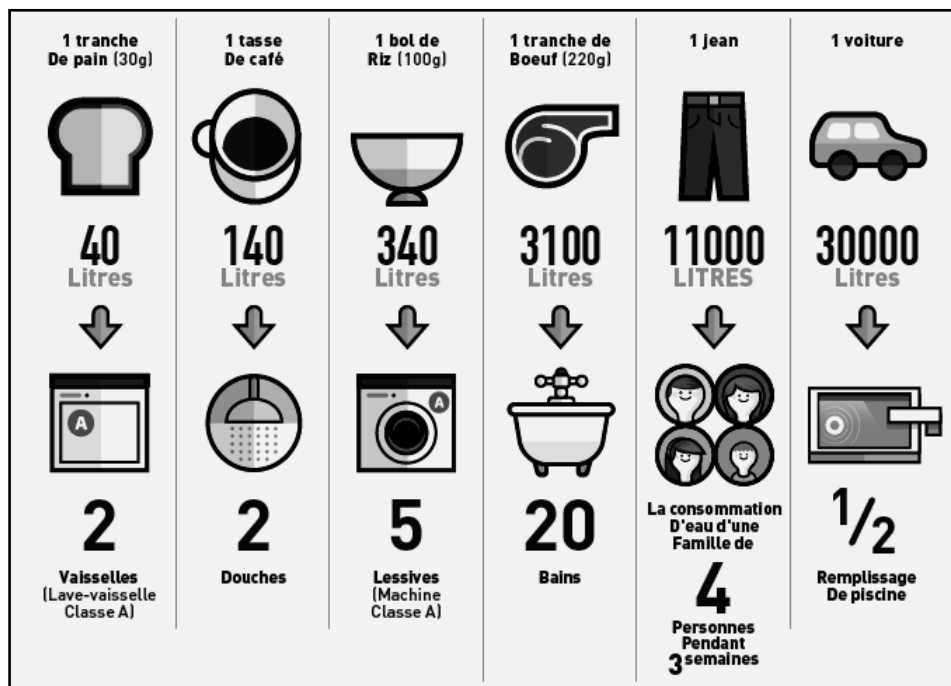 1 tranche
De pain (30g)
40
Litres
A
2
Vaisselles
(Lave-vaisselle
Classe A)
1 tasse
De café
140
Litres
2
Douches
1 bol de
Riz (100g)
340
Litres
A
5
Lessives
(Machine
Classe A)
1 tranche de
Boeuf (220g)
3100
Litres
20
Bains
1 jean
11000
LITRES
La consommation
D'eau d'une
Famille de
4
Personnes
Pendant
3 semaines
1 voiture
30000
Litres
1/2
Remplissage
De piscine